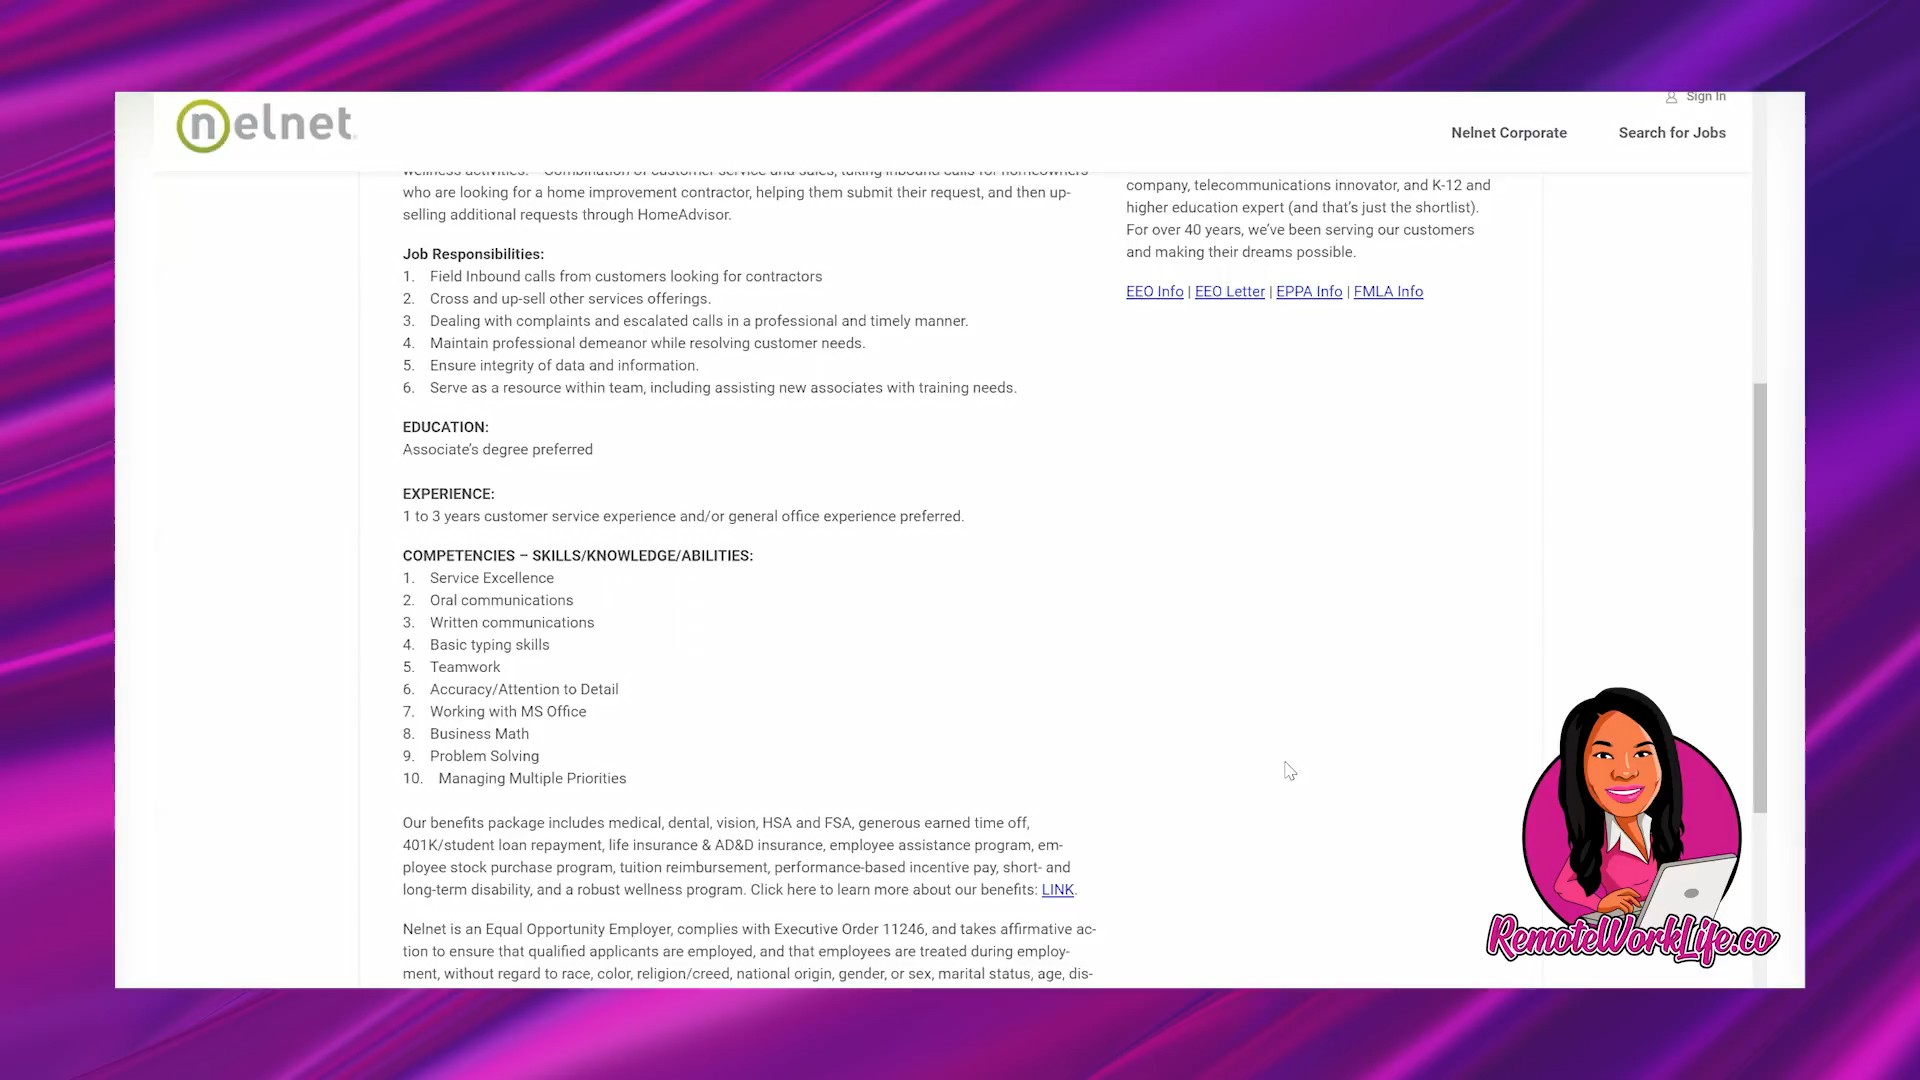 nelnet
Sign In
Nelnet Corporate
Search for Jobs
wellness activities. Combination of customer service and sales, taking inbound calls for homeowners
who are looking for a home improvement contractor, helping them submit their request, and then up-
selling additional requests through HomeAdvisor.
Job Responsibilities:
1. Field Inbound calls from customers looking for contractors
2. Cross and up-sell other services offerings.
3. Dealing with complaints and escalated calls in a professional and timely manner.
4. Maintain professional demeanor while resolving customer needs.
5. Ensure integrity of data and information.
6. Serve as a resource within team, including assisting new associates with training needs.
EDUCATION:
Associate's degree preferred
EXPERIENCE:
1 to 3 years customer service experience and/or general office experience preferred.
COMPETENCIES – SKILLS/KNOWLEDGE/ABILITIES:
1. Service Excellence
2. Oral communications
3. Written communications
4. Basic typing skills
5. Teamwork
6. Accuracy/Attention to Detail
7. Working with MS Office
8. Business Math
9. Problem Solving
10. Managing Multiple Priorities
Our benefits package includes medical, dental, vision, HSA and FSA, generous earned time off,
401K/student loan repayment, life insurance & AD&D insurance, employee assistance program, em-
ployee stock purchase program, tuition reimbursement, performance-based incentive pay, short- and
long-term disability, and a robust wellness program. Click here to learn more about our benefits: LINK.
Nelnet is an Equal Opportunity Employer, complies with Executive Order 11246, and takes affirmative ac-
tion to ensure that qualified applicants are employed, and that employees are treated during employ-
ment, without regard to race, color, religion/creed, national origin, gender, or sex, marital status, age, dis-
company, telecommunications innovator, and K-12 and
higher education expert (and that's just the shortlist).
For over 40 years, we've been serving our customers
and making their dreams possible.
EEO Info | EEO Letter | EPPA Info | FMLA Info
RemoteWorkLife.co